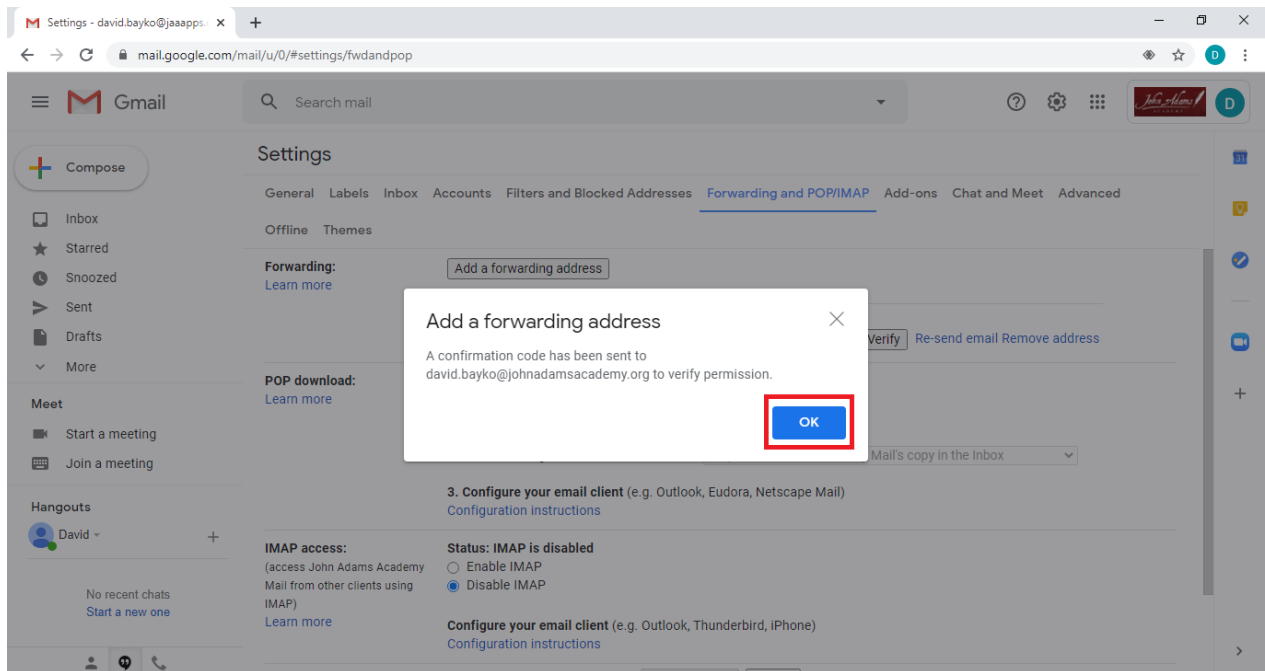 Settings - david.bayko@jaaapps.
mail.google.com/mail/u/0/#settings/fwdandpop
D
Gmail
Search mail
John Adams
ACADEMY
D
Compose
Settings
31
General Labels Inbox Accounts Filters and Blocked Addresses Forwarding and POP/IMAP Add-ons Chat and Meet Advanced
Offline Themes
Inbox
Starred
Snoozed
Sent
Drafts
More
Forwarding:
Learn more
Add a forwarding address
Verify Re-send email Remove address
Add a forwarding address
A confirmation code has been sent to
david.bayko@johnadamsacademy.org to verify permission.
OK
POP download:
Learn more
Mail's copy in the Inbox
3. Configure your email client (e.g. Outlook, Eudora, Netscape Mail)
Configuration instructions
Meet
Start a meeting
Join a meeting
Hangouts
David
No recent chats
Start a new one
IMAP access:
(access John Adams Academy
Mail from other clients using
IMAP)
Learn more
Status: IMAP is disabled
Enable IMAP
Disable IMAP
Configure your email client (e.g. Outlook, Thunderbird, iPhone)
Configuration instructions